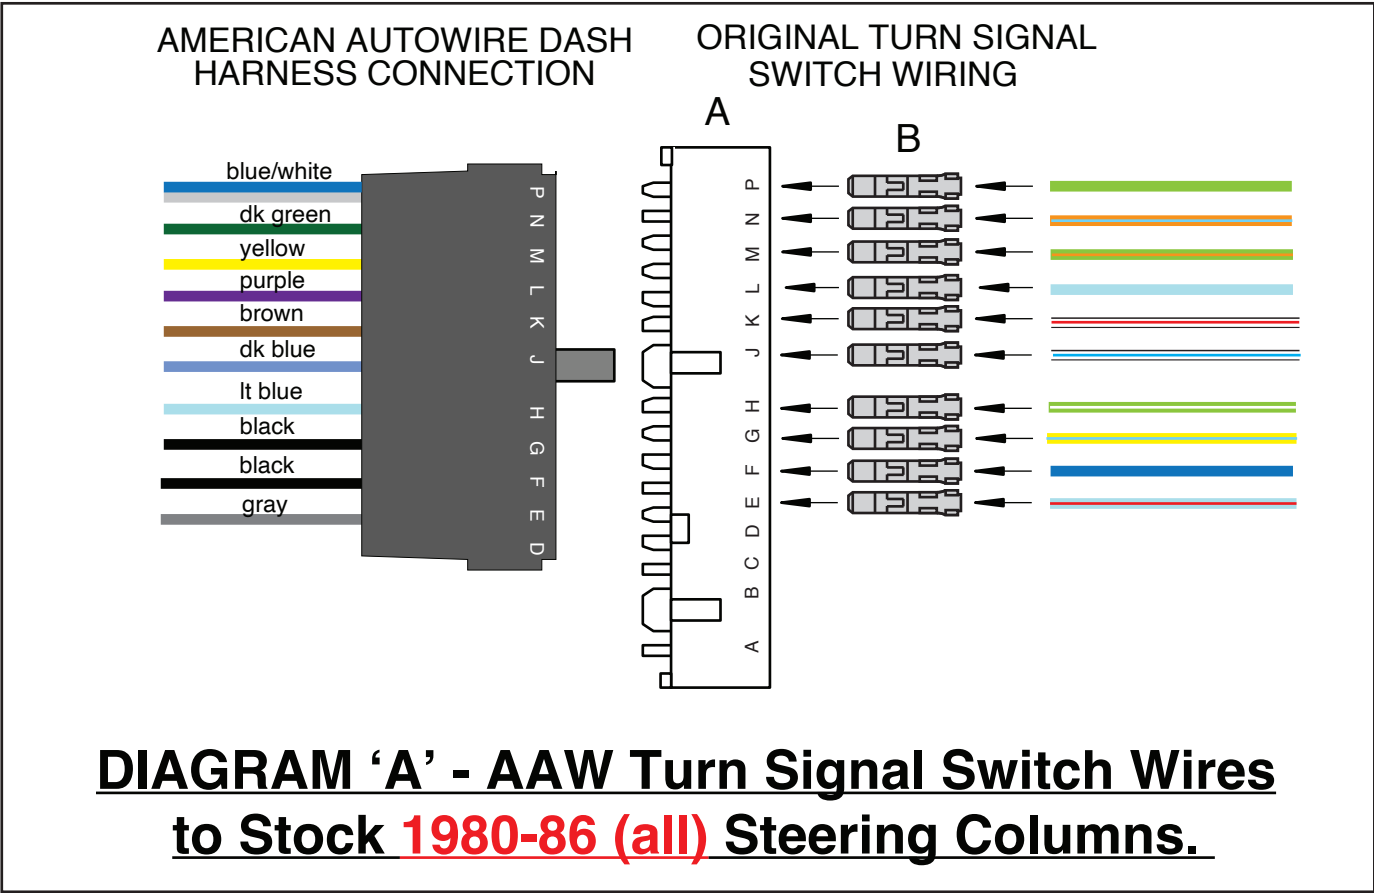 AMERICAN AUTOWIRE DASH
HARNESS CONNECTION
ORIGINAL TURN SIGNAL
SWITCH WIRING
A
B
blue/white
dk green
yellow
purple
brown
dk blue
lt blue
black
black
gray
P
N
M
L
K
J
H
G
F
E
D
P
N
M
L
K
J
H
G
F
E
D
C
B
A
DIAGRAM ‘A’ - AAW Turn Signal Switch Wires
to Stock 1980-86 (all) Steering Columns.